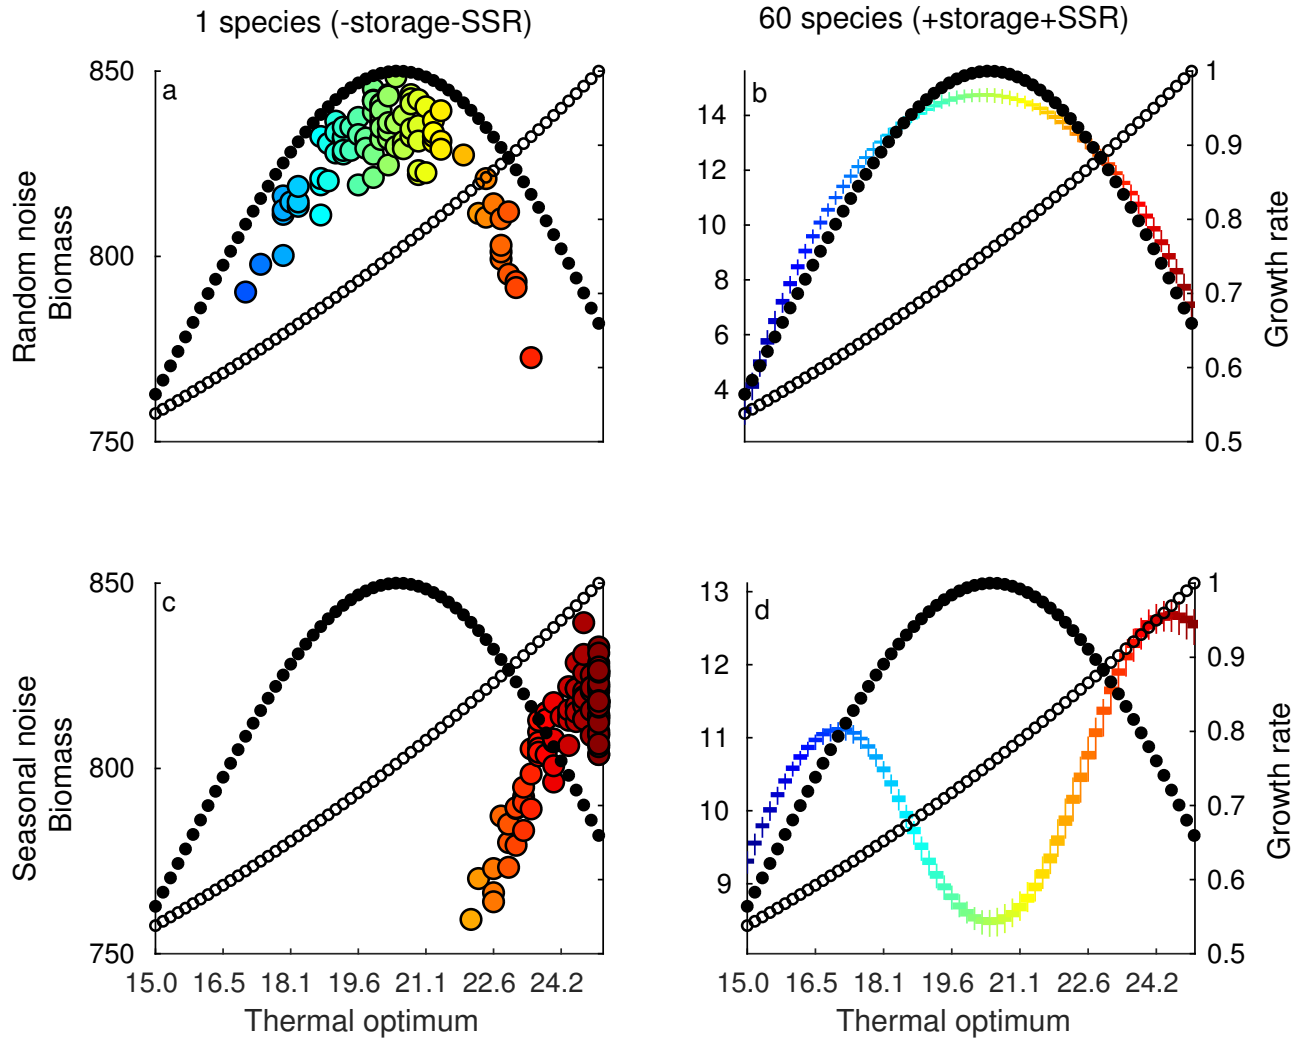 1 species (-storage-SSR)
60 species (+storage+SSR)
Random noise
Biomass
850
800
750
a
14
12
10
8
6
4
b
1
0.9
0.8
0.7
0.6
0.5
Growth rate
Seasonal noise
Biomass
850
800
750
c
15.0 16.5 18.1 19.6 21.1 22.6 24.2
Thermal optimum
13
12
11
10
9
d
1
0.9
0.8
0.7
0.6
0.5
Growth rate
15.0 16.5 18.1 19.6 21.1 22.6 24.2
Thermal optimum